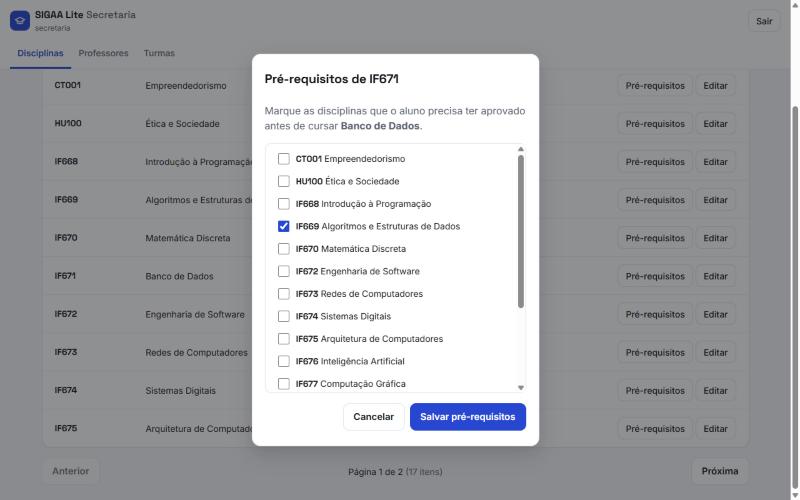 SIGAA Lite Secretaria
secretaria
Sair
Disciplinas Professores Turmas
CT001 Empreendedorismo Pré-requisitos Editar
HU100 Ética e Sociedade Pré-requisitos Editar
IF668 Introdução à Programação Pré-requisitos Editar
IF669 Algoritmos e Estruturas de Pré-requisitos Editar
IF670 Matemática Discreta Pré-requisitos Editar
IF671 Banco de Dados Pré-requisitos Editar
IF672 Engenharia de Software Pré-requisitos Editar
IF673 Redes de Computadores Pré-requisitos Editar
IF674 Sistemas Digitais Pré-requisitos Editar
IF675 Arquitetura de Computado Pré-requisitos Editar
Anterior Página 1 de 2 (17 itens) Próxima
Pré-requisitos de IF671
Marque as disciplinas que o aluno precisa ter aprovado
antes de cursar Banco de Dados.
CT001 Empreendedorismo
HU100 Ética e Sociedade
IF668 Introdução à Programação
IF669 Algoritmos e Estruturas de Dados
IF670 Matemática Discreta
IF672 Engenharia de Software
IF673 Redes de Computadores
IF674 Sistemas Digitais
IF675 Arquitetura de Computadores
IF676 Inteligência Artificial
IF677 Computação Gráfica
Cancelar Salvar pré-requisitos